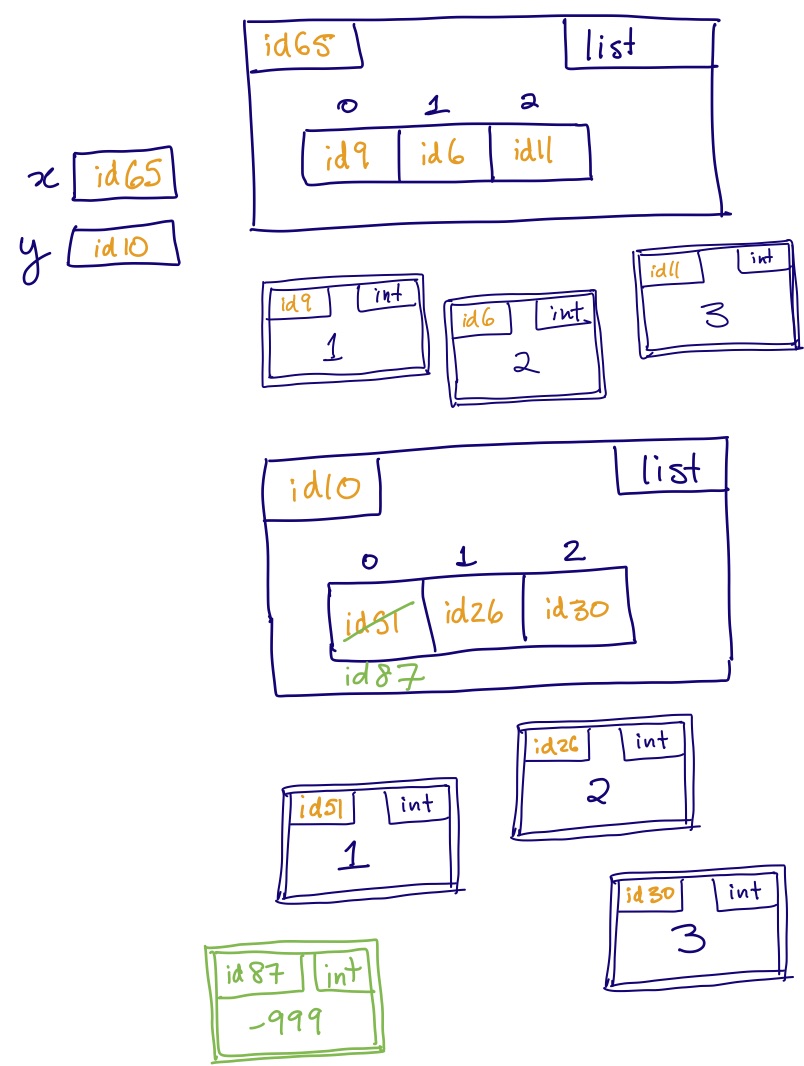 id65 list
0 1 2
id9 id6 id11
x id65
y id10
id9 int
1
id6 int
2
id11 int
3
id10 list
0 1 2
id51 id26 id30
id87
id26 int
2
id51 int
1
id30 int
3
id87 int
-999